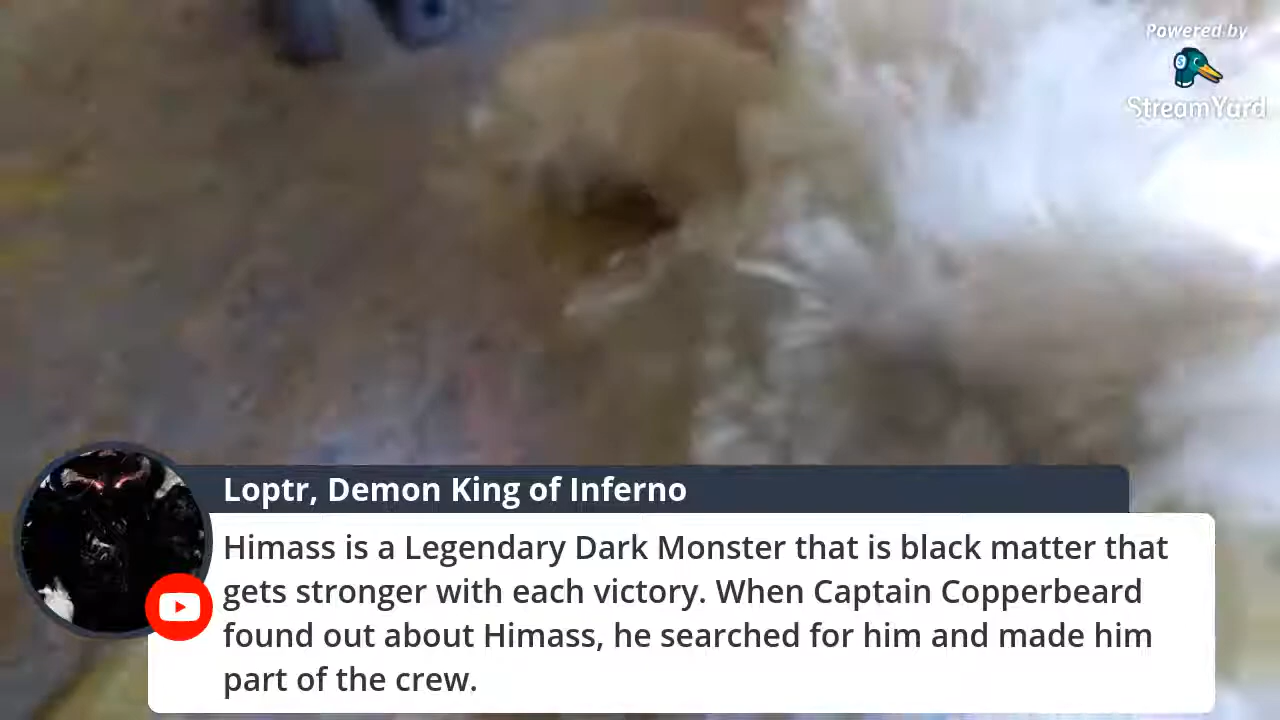 Powered by
StreamYard
Loptr, Demon King of Inferno
Himass is a Legendary Dark Monster that is black matter that
gets stronger with each victory. When Captain Copperbeard
found out about Himass, he searched for him and made him
part of the crew.